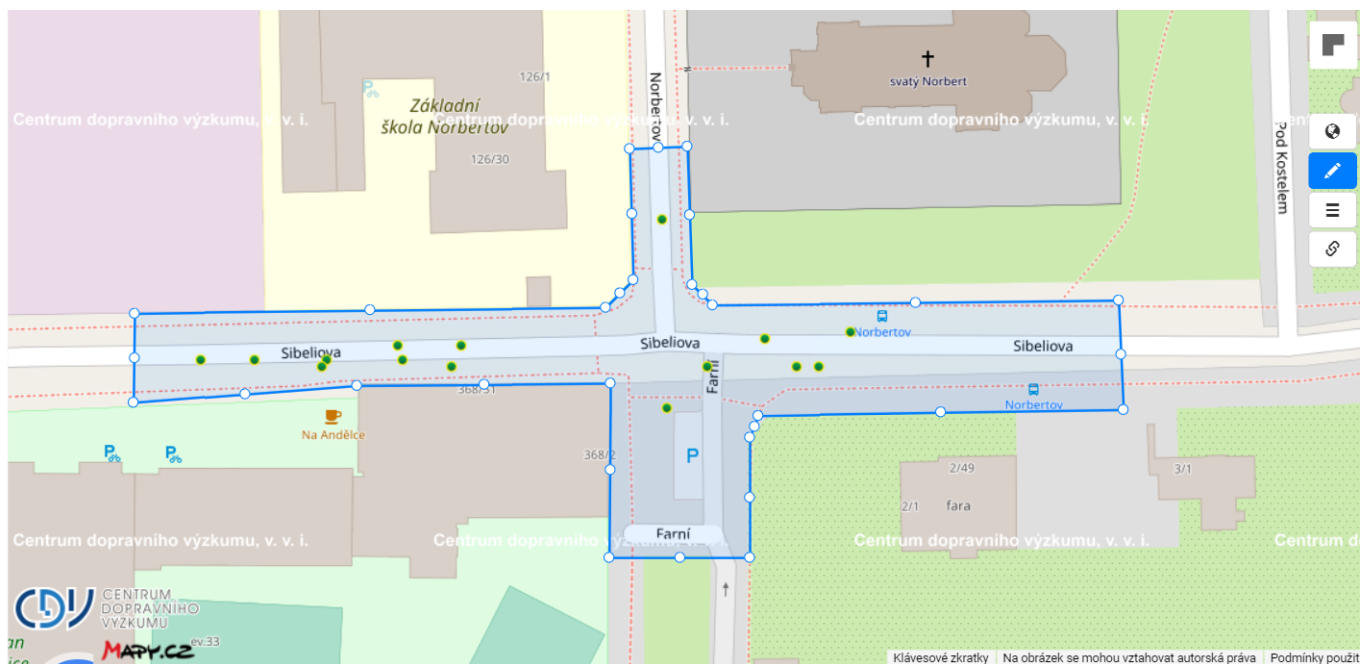 126/1
Norbertov
svatý Norbert
Základní
škola Norbertov
Centrum dopravního výzkumu, v. v. i.
Centrum dopravního výzkumu, v. v. i.
Centrum dopravního výzkumu, v. v. i.
Pod Kostelem
126/30
Norbertov
Sibeliova
Sibeliova
Sibeliova
Farní
368/31
Norbertov
Na Andělce
368/2
P
2/49
3/1
2/1
fara
Farní
Centrum dopravního výzkumu, v. v. i.
Centrum dopravního výzkumu, v. v. i.
Centrum dopravního výzkumu, v. v. i.
CDV
CENTRUM
DOPRAVNÍHO
VÝZKUMU
ev.33
MAPY.CZ
Klávesové zkratky
Na obrázek se mohou vztahovat autorská práva
Podmínky použit